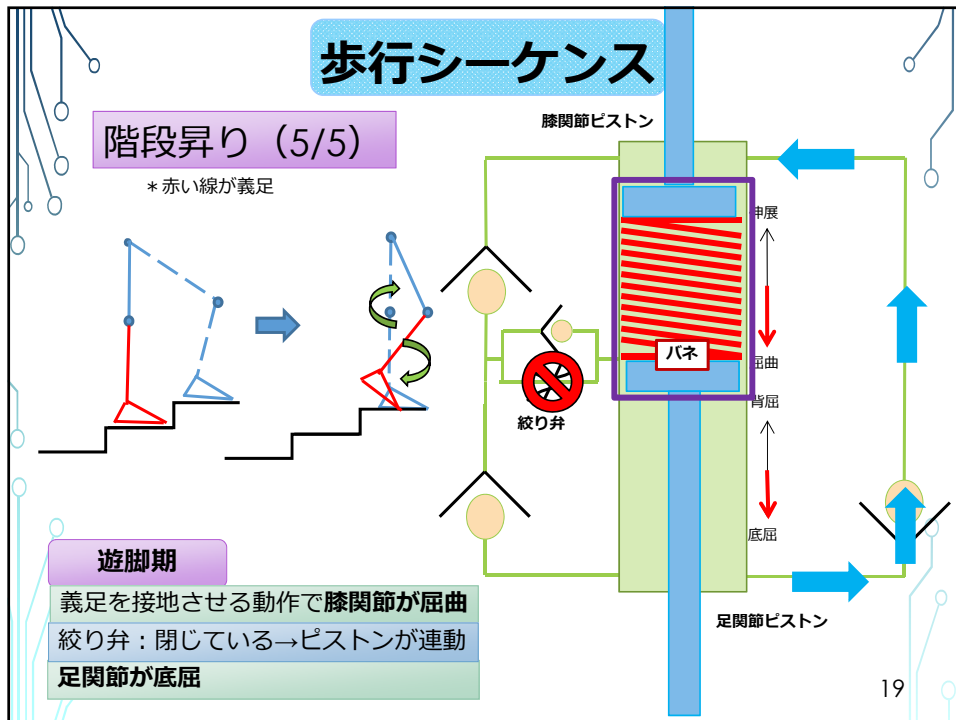 歩行シーケンス
階段昇り（5/5）
＊赤い線が義足
膝関節ピストン
伸展
バネ
屈曲
背屈
絞り弁
底屈
足関節ピストン
遊脚期
義足を接地させる動作で膝関節が屈曲
絞り弁：閉じている→ピストンが連動
足関節が底屈
19